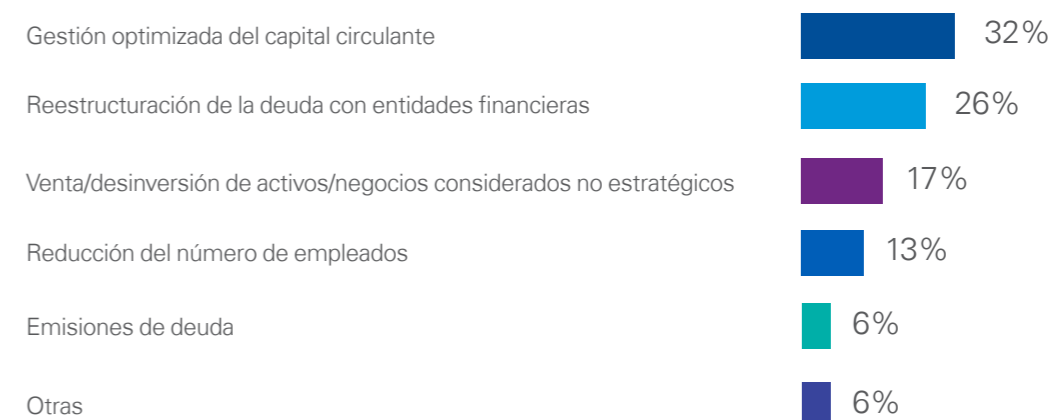 Gestión optimizada del capital circulante 32%
Reestructuración de la deuda con entidades financieras 26%
Venta/desinversión de activos/negocios considerados no estratégicos 17%
Reducción del número de empleados 13%
Emisiones de deuda 6%
Otras 6%